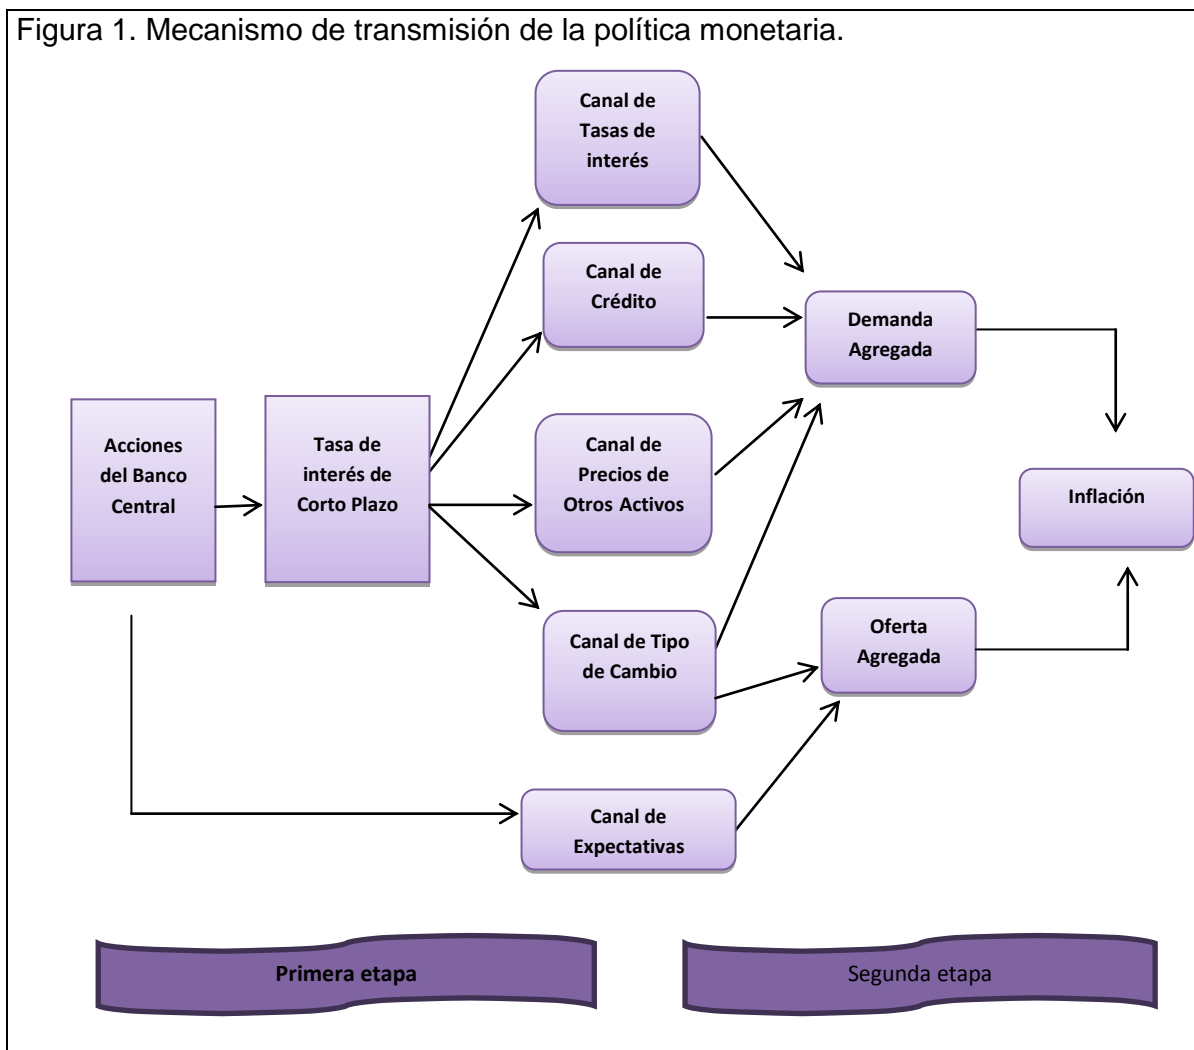 Figura 1. Mecanismo de transmisión de la política monetaria.
Canal de
Tasas de
interés
Canal de
Crédito
Demanda
Agregada
Acciones
del Banco
Central
Tasa de
interés de
Corto Plazo
Canal de
Precios de
Otros Activos
Inflación
Canal de Tipo
de Cambio
Oferta
Agregada
Canal de
Expectativas
Primera etapa
Segunda etapa